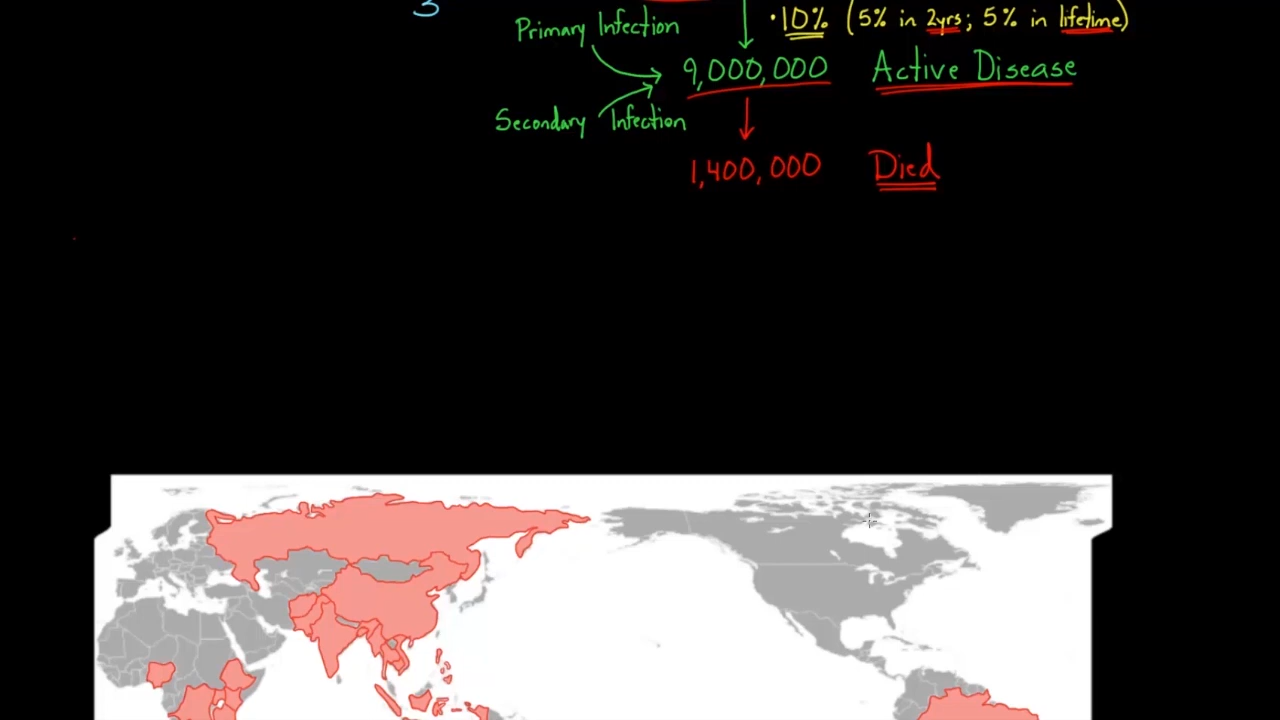 3
Primary Infection
• 10% (5% in 2yrs; 5% in lifetime)
9,000,000 Active Disease
Secondary Infection
1,400,000 Died